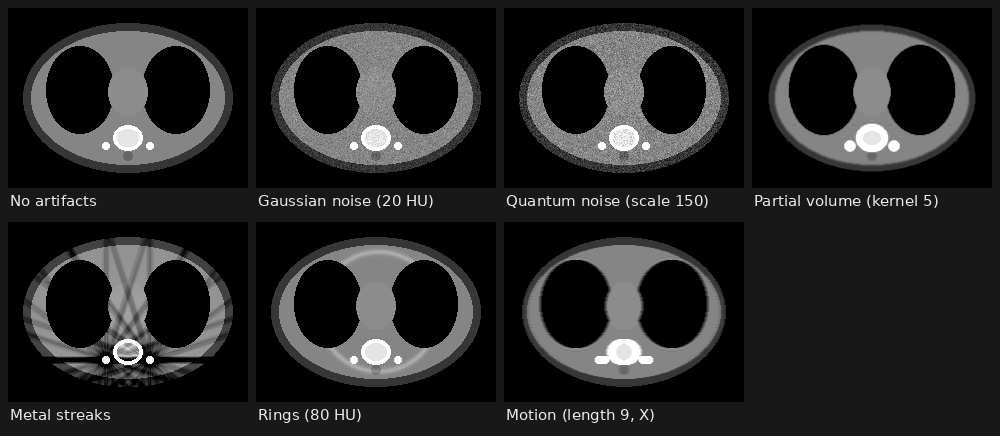 No artifacts
Gaussian noise (20 HU)
Quantum noise (scale 150)
Partial volume (kernel 5)
Metal streaks
Rings (80 HU)
Motion (length 9, X)